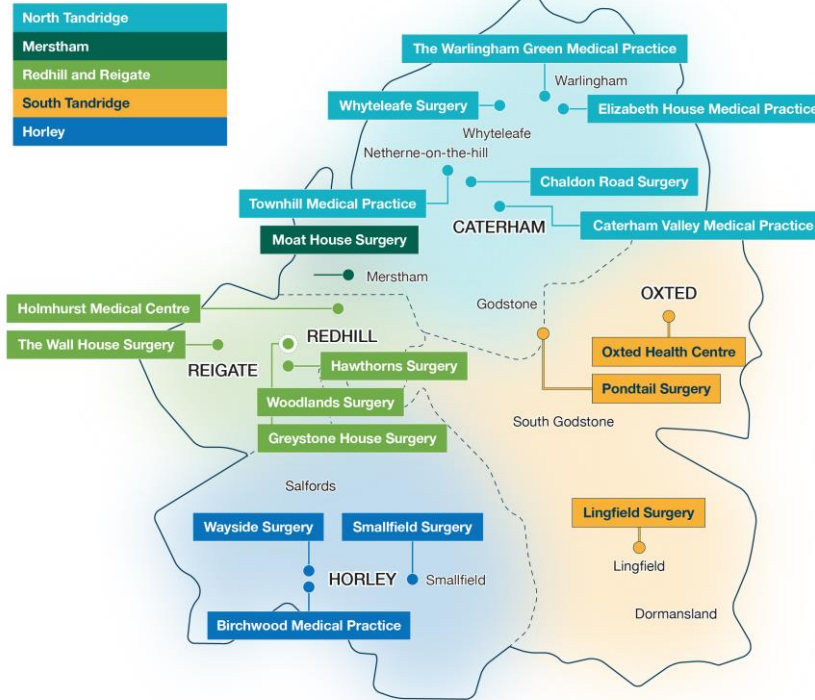 North Tandridge
Merstham
Redhill and Reigate
South Tandridge
Horley
The Warlingham Green Medical Practice
Warlingham
Whyteleafe Surgery
Elizabeth House Medical Practice
Whyteleafe
Netherne-on-the-hill
Chaldon Road Surgery
Townhill Medical Practice
CATERHAM
Caterham Valley Medical Practice
Moat House Surgery
Merstham
Godstone
OXTED
Holmhurst Medical Centre
REDHILL
The Wall House Surgery
REIGATE
Oxted Health Centre
Hawthorns Surgery
Pondtail Surgery
Woodlands Surgery
South Godstone
Greystone House Surgery
Salfords
Lingfield Surgery
Wayside Surgery
Smallfield Surgery
Lingfield
HORLEY
Smallfield
Dormansland
Birchwood Medical Practice